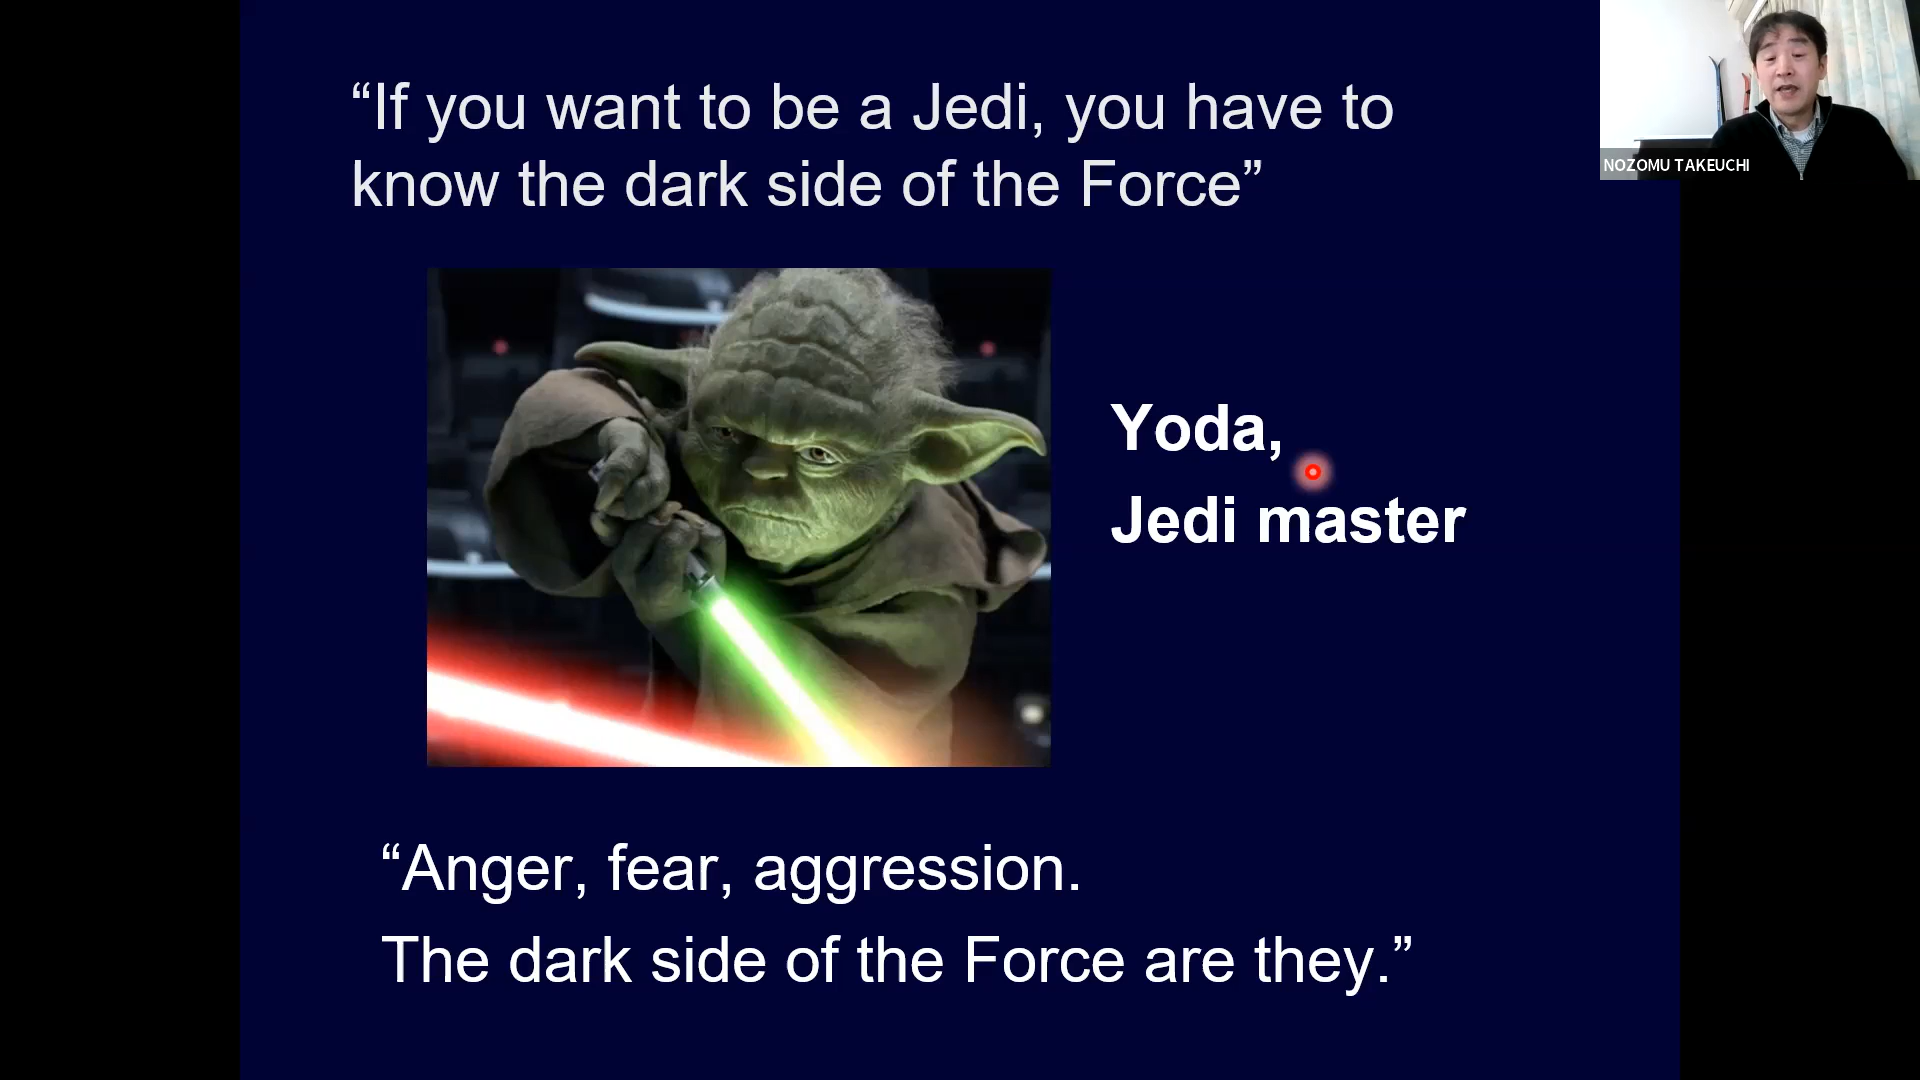 “If you want to be a Jedi, you have to
know the dark side of the Force”
NOZOMU TAKEUCHI
Yoda,
Jedi master
“Anger, fear, aggression.
The dark side of the Force are they.”